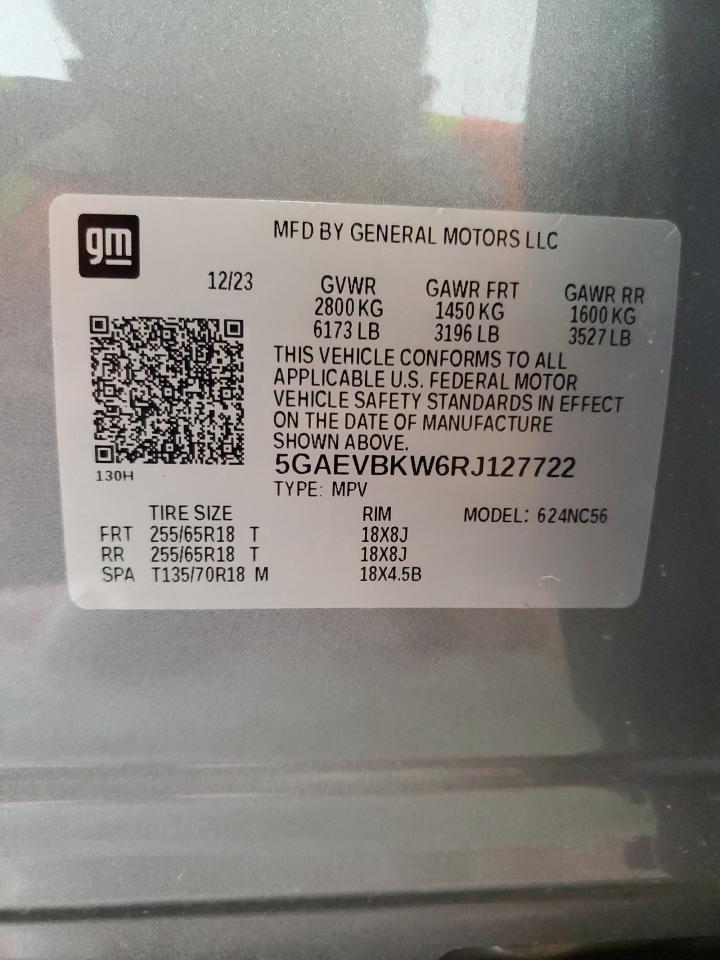 gm
MFD BY GENERAL MOTORS LLC
12/23 GVWR GAWR FRT GAWR RR
2800 KG 1450 KG 1600 KG
6173 LB 3196 LB 3527 LB
THIS VEHICLE CONFORMS TO ALL
APPLICABLE U.S. FEDERAL MOTOR
VEHICLE SAFETY STANDARDS IN EFFECT
ON THE DATE OF MANUFACTURE
SHOWN ABOVE.
130H
5GAEVBKW6RJ127722
TYPE: MPV
TIRE SIZE RIM MODEL: 624NC56
FRT 255/65R18 T 18X8J
RR 255/65R18 T 18X8J
SPA T135/70R18 M 18X4.5B